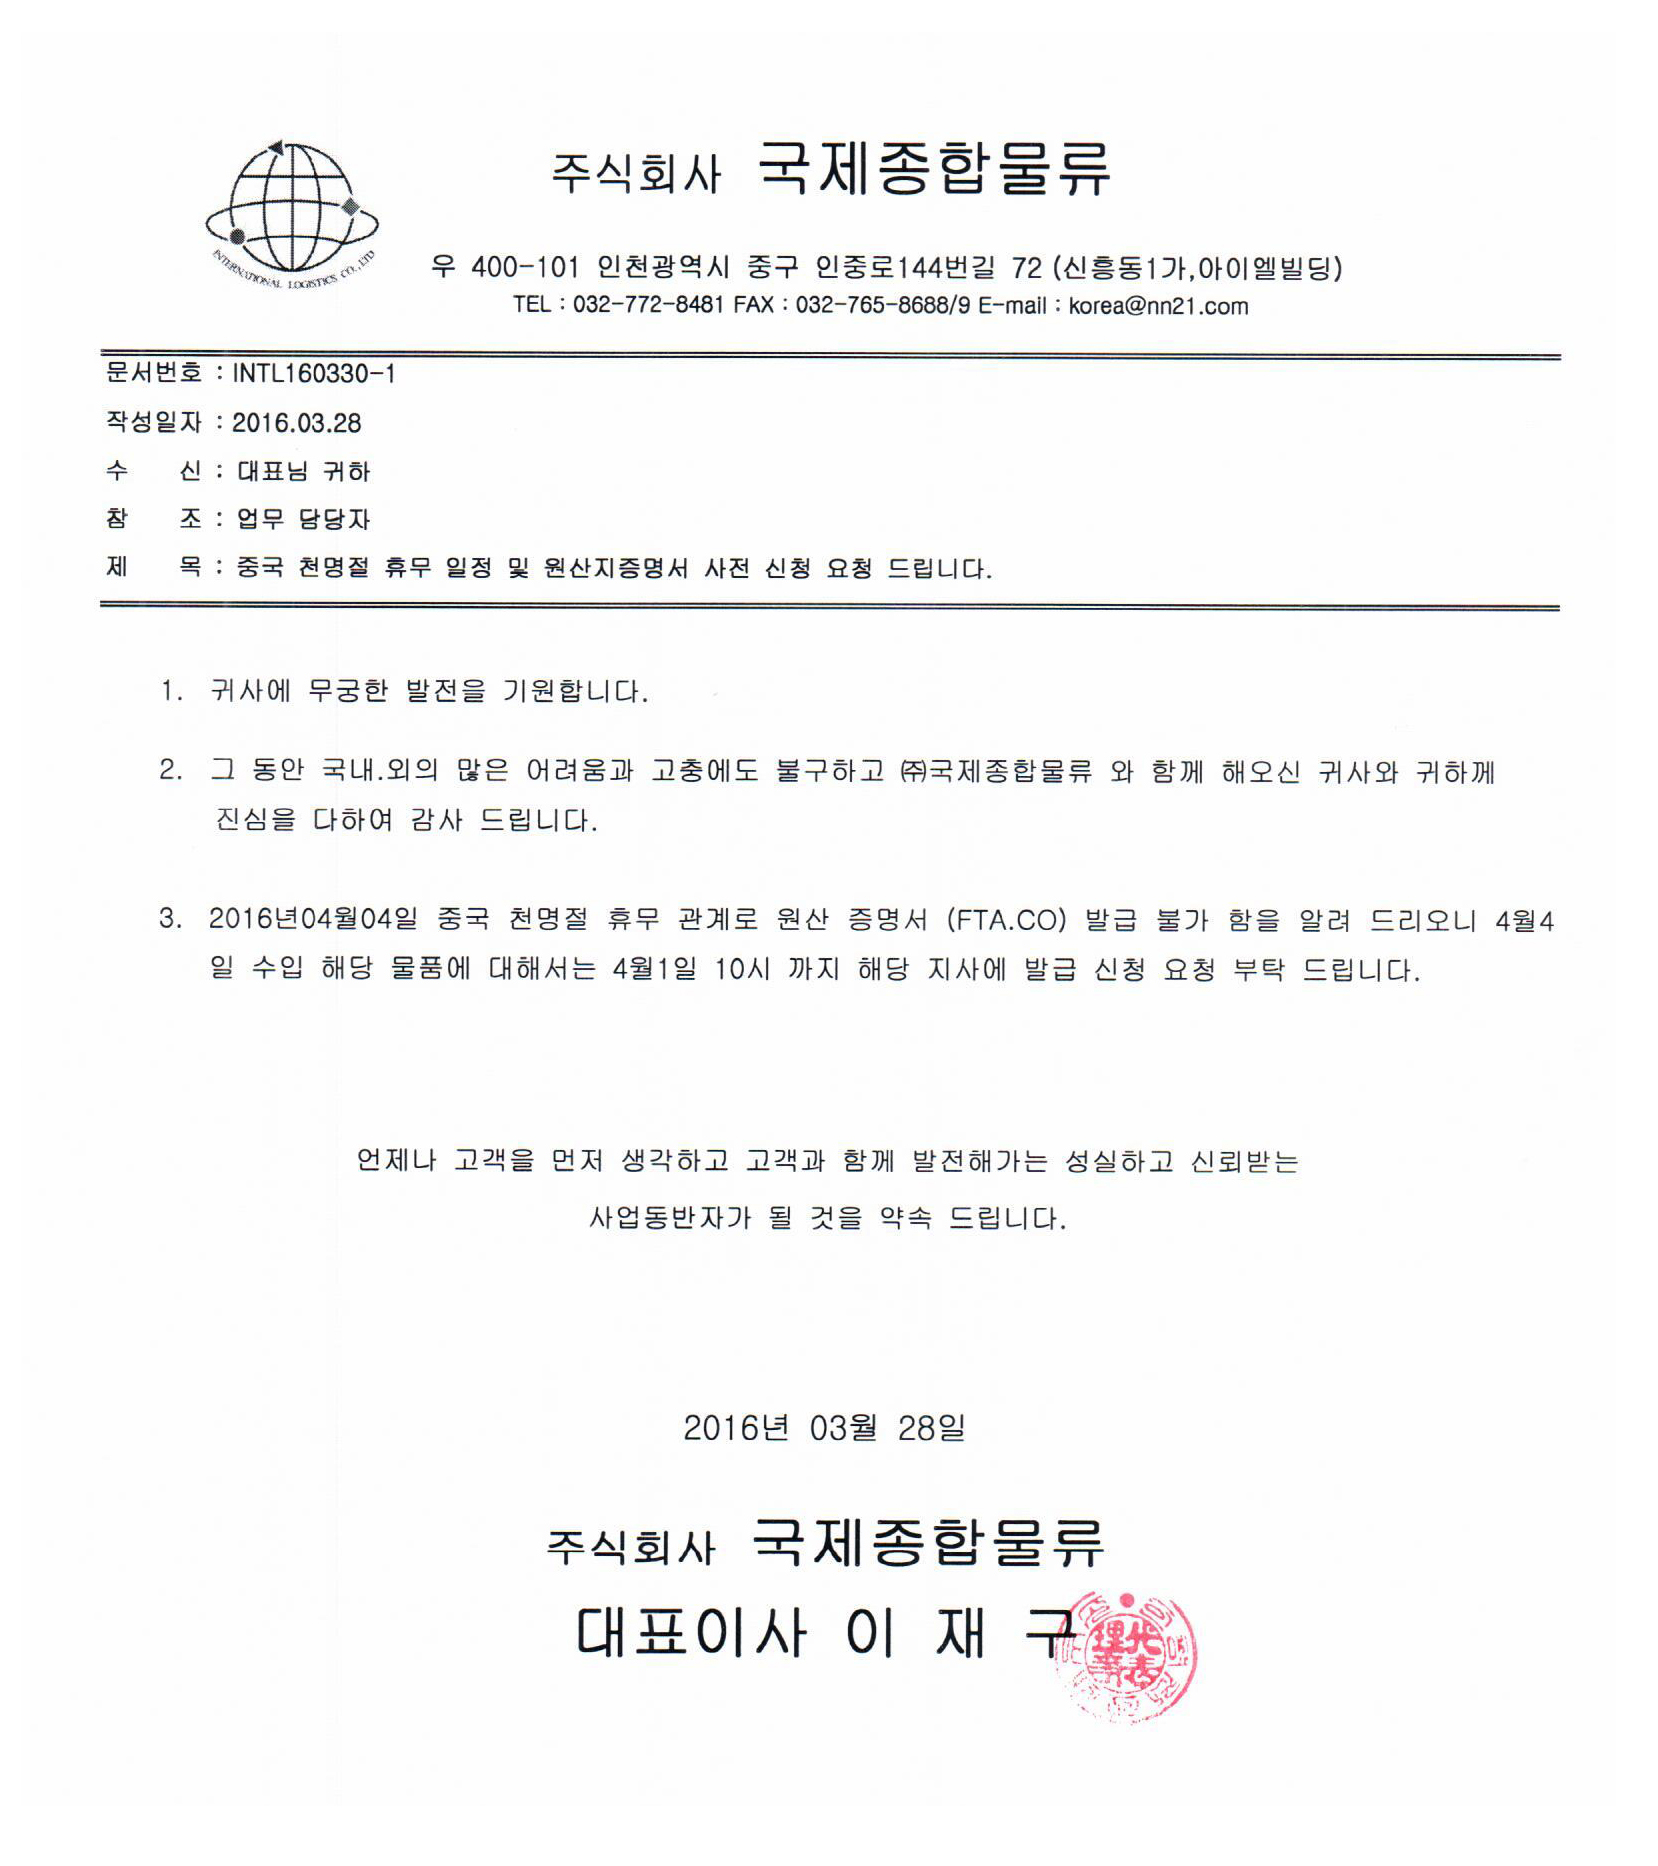 주식회사 국제종합물류
INTERNATIONAL LOGISTICS CO., LTD
우 400-101 인천광역시 중구 인중로144번길 72 (신흥동1가,아이엘빌딩)
TEL : 032-772-8481 FAX : 032-765-8688/9 E-mail : korea@nn21.com
문서번호 : INTL160330-1
작성일자 : 2016.03.28
수 신 : 대표님 귀하
참 조 : 업무 담당자
제 목 : 중국 천명절 휴무 일정 및 원산지증명서 사전 신청 요청 드립니다.
1. 귀사에 무궁한 발전을 기원합니다.
2. 그 동안 국내.외의 많은 어려움과 고충에도 불구하고 ㈜국제종합물류 와 함께 해오신 귀사와 귀하께
진심을 다하여 감사 드립니다.
3. 2016년04월04일 중국 천명절 휴무 관계로 원산 증명서 (FTA.CO) 발급 불가 함을 알려 드리오니 4월4
일 수입 해당 물품에 대해서는 4월1일 10시 까지 해당 지사에 발급 신청 요청 부탁 드립니다.
언제나 고객을 먼저 생각하고 고객과 함께 발전해가는 성실하고 신뢰받는
사업동반자가 될 것을 약속 드립니다.
2016년 03월 28일
주식회사 국제종합물류
대표이사 이 재 구